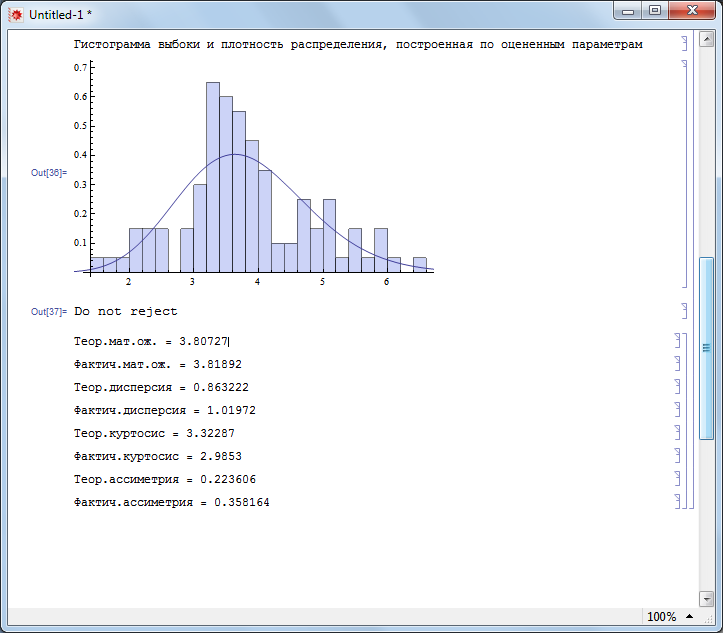 Untitled-1 *
Гистограмма выбоки и плотность распределения, построенная по оцененным параметрам
0.7
0.6
0.5
0.4
0.3
0.2
0.1
Out[36]=
2 3 4 5 6
Out[37]= Do not reject
Теор.мат.ож. = 3.80727
Фактич.мат.ож. = 3.81892
Теор.дисперсия = 0.863222
Фактич.дисперсия = 1.01972
Теор.куртосис = 3.32287
Фактич.куртосис = 2.9853
Теор.ассиметрия = 0.223606
Фактич.ассиметрия = 0.358164
100%